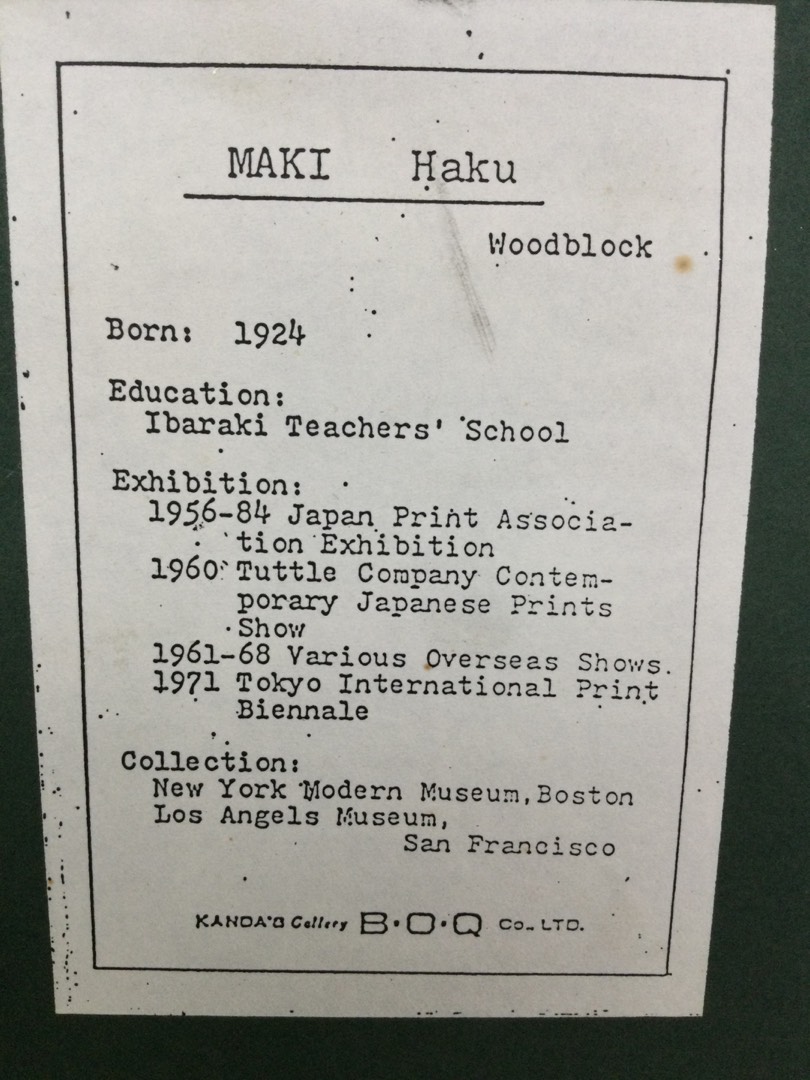 MAKI Haku
Woodblock
Born: 1924
Education:
Ibaraki Teachers' School
Exhibition:
1956-84 Japan Print Associa-
tion Exhibition
1960 Tuttle Company Contem-
porary Japanese Prints
Show
1961-68 Various Overseas Shows.
1971 Tokyo International Print
Biennale
Collection:
New York Modern Museum, Boston
Los Angels Museum,
San Francisco
KANDA'S Gallery B·O·Q Co. LTD.